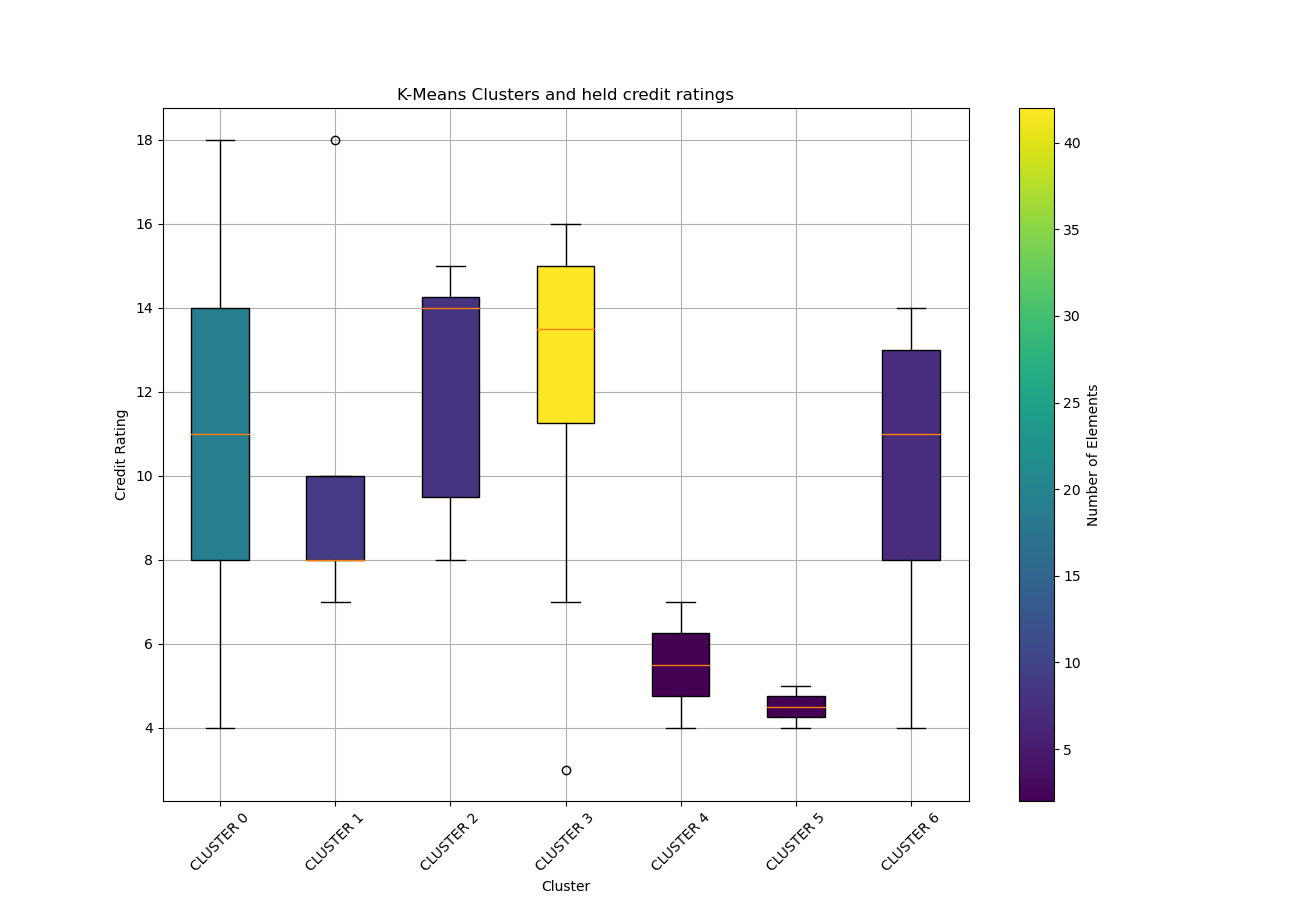 K-Means Clusters and held credit ratings
Credit Rating
18
16
14
12
10
8
6
4
CLUSTER 0
CLUSTER 1
CLUSTER 2
CLUSTER 3
CLUSTER 4
CLUSTER 5
CLUSTER 6
Cluster
40
35
30
25
20
15
10
5
Number of Elements